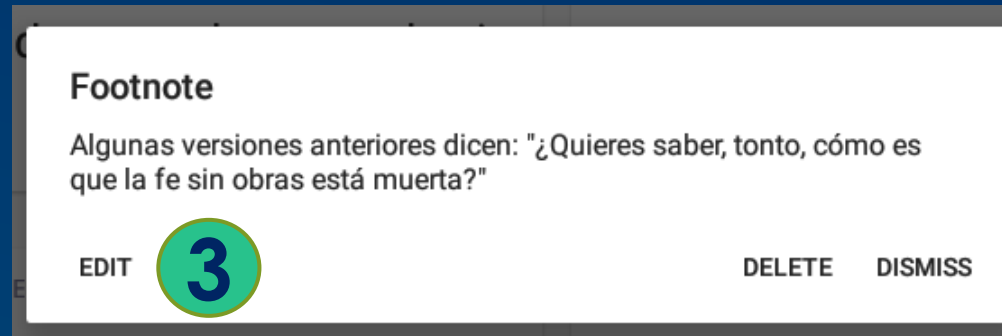 Footnote
Algunas versiones anteriores dicen: "¿Quieres saber, tonto, cómo es
que la fe sin obras está muerta?"
EDIT 3 DELETE DISMISS